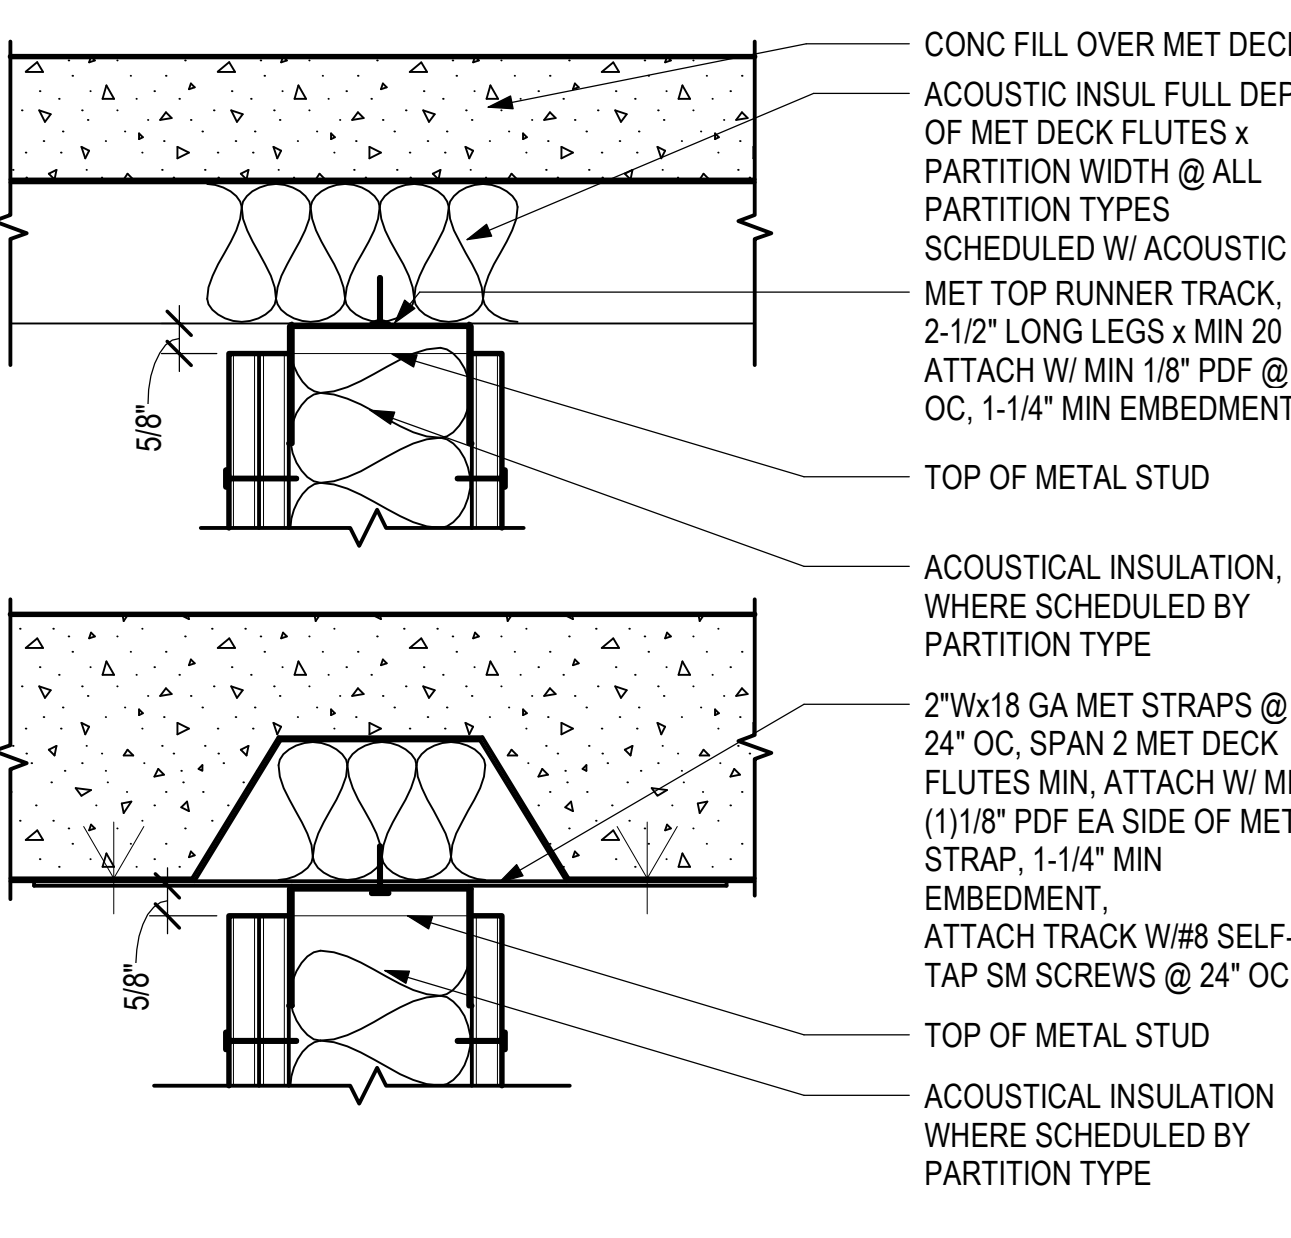 CONC FILL OVER MET
ACOUSTIC INSUL FULL
OF MET DECK FLUTES x
PARTITION WIDTH @ ALL
PARTITION TYPES
SCHEDULED W/ ACOUSTIC
MET TOP RUNNER TRACK,
2-1/2" LONG LEGS x MIN 20
ATTACH W/ MIN 1/8" PDF @
OC, 1-1/4" MIN EMBEDMENT
5/8"
TOP OF METAL STUD
ACOUSTICAL INSULATION,
WHERE SCHEDULED BY
PARTITION TYPE
2"Wx18 GA MET STRAPS @
24" OC, SPAN 2 MET DECK
FLUTES MIN, ATTACH W/
(1)1/8" PDF EA SIDE OF MET
STRAP, 1-1/4" MIN
EMBEDMENT,
ATTACH TRACK W/#8 SELF-
TAP SM SCREWS @ 24" OC
5/8"
TOP OF METAL STUD
ACOUSTICAL INSULATION
WHERE SCHEDULED BY
PARTITION TYPE